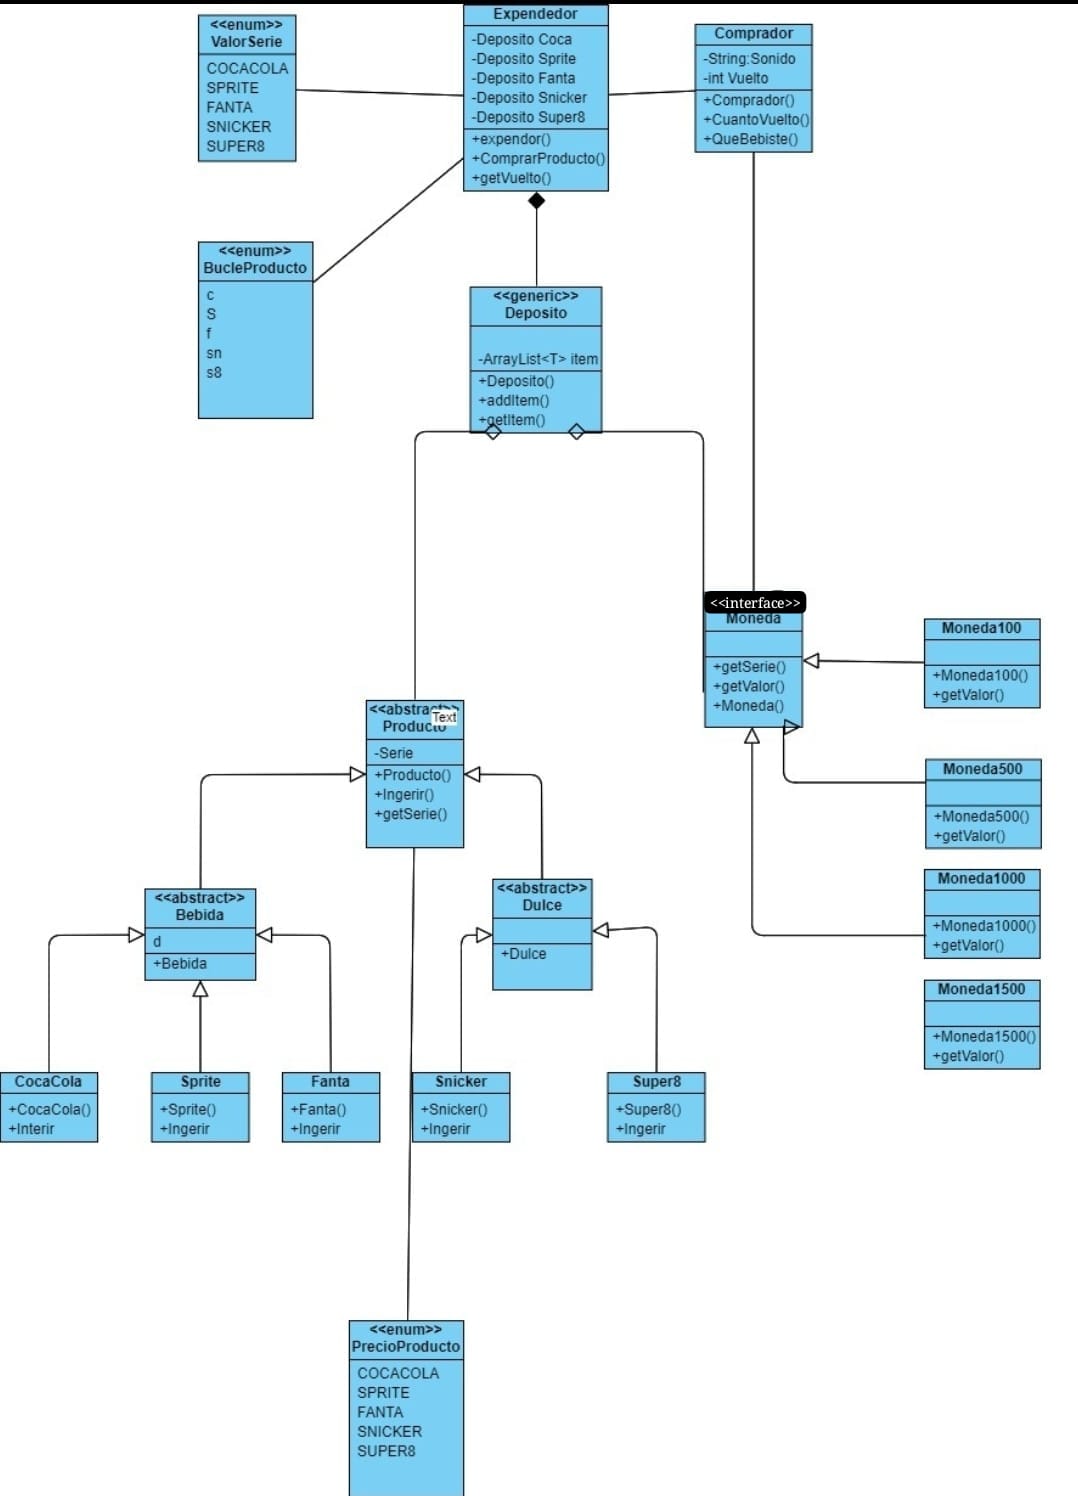 <<enum>>
ValorSerie
COCACOLA
SPRITE
FANTA
SNICKER
SUPER8
Expendedor
-Deposito Coca
-Deposito Sprite
-Deposito Fanta
-Deposito Snicker
-Deposito Super8
+expendor()
+ComprarProducto()
+getVuelto()
Comprador
-String:Sonido
-int Vuelto
+Comprador()
+CuantoVuelto()
+QueBebiste()
<<enum>>
BucleProducto
c
S
f
sn
s8
<<generic>>
Deposito
-ArrayList<T> item
+Deposito()
+addItem()
+getItem()
<<interface>>
Moneda
+getSerie()
+getValor()
+Moneda()
Moneda100
+Moneda100()
+getValor()
Moneda500
+Moneda500()
+getValor()
Moneda1000
+Moneda1000()
+getValor()
Moneda1500
+Moneda1500()
+getValor()
<<abstract>>
Text
Producto
-Serie
+Producto()
+Ingerir()
+getSerie()
<<abstract>>
Bebida
d
+Bebida
<<abstract>>
Dulce
+Dulce
CocaCola
+CocaCola()
+Interir
Sprite
+Sprite()
+Ingerir
Fanta
+Fanta()
+Ingerir
Snicker
+Snicker()
+Ingerir
Super8
+Super8()
+Ingerir
<<enum>>
PrecioProducto
COCACOLA
SPRITE
FANTA
SNICKER
SUPER8